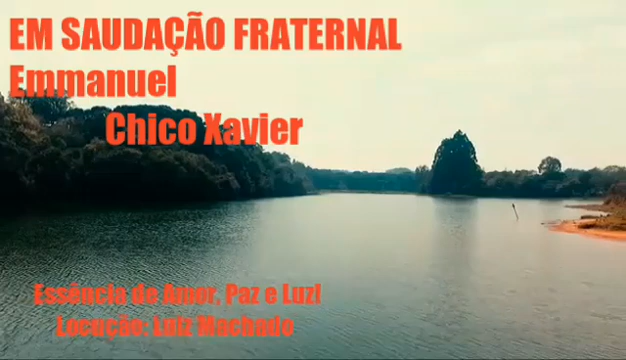 EM SAUDAÇÃO FRATERNAL
Emmanuel
Chico Xavier
Essência de Amor, Paz e Luz!
Locução: Luiz Machado